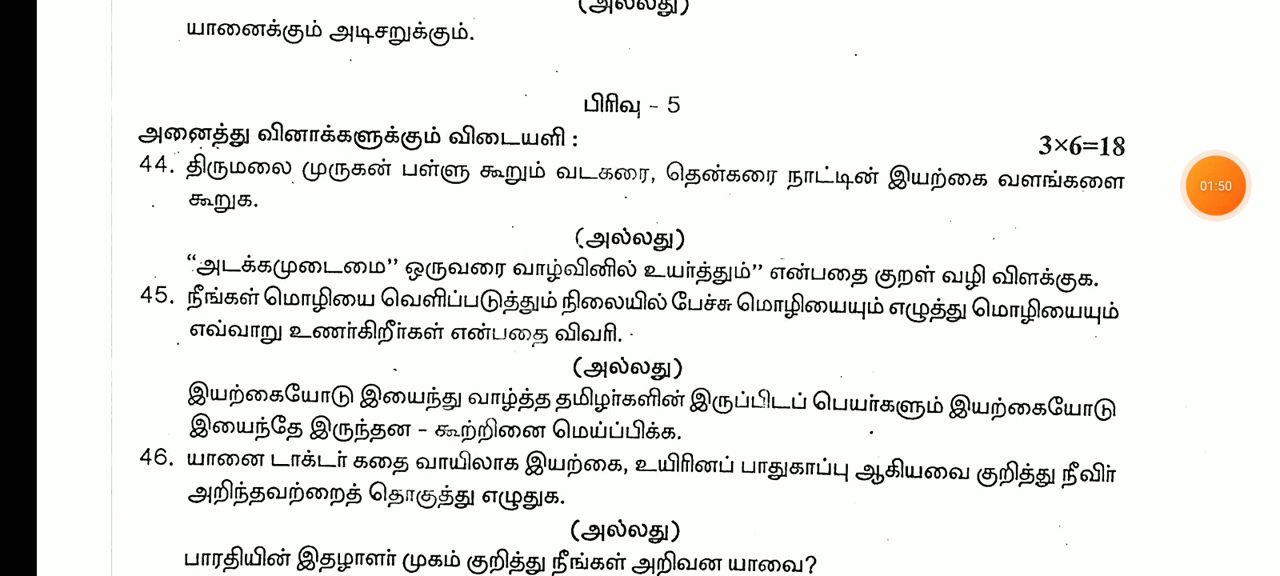 (அல்லது)
யானைக்கும் அடிசறுக்கும்.
பிரிவு - 5
அனைத்து வினாக்களுக்கும் விடையளி : 3×6=18
44. திருமலை முருகன் பள்ளு கூறும் வடகரை, தென்கரை நாட்டின் இயற்கை வளங்களை
கூறுக.
(அல்லது)
“அடக்கமுடைமை” ஒருவரை வாழ்வினில் உயர்த்தும்” என்பதை குறள் வழி விளக்குக.
45. நீங்கள் மொழியை வெளிப்படுத்தும் நிலையில் பேச்சு மொழியையும் எழுத்து மொழியையும்
எவ்வாறு உணர்கிறீர்கள் என்பதை விவரி.
(அல்லது)
இயற்கையோடு இயைந்து வாழ்த்த தமிழர்களின் இருப்பிடப் பெயர்களும் இயற்கையோடு
இயைந்தே இருந்தன - கூற்றினை மெய்ப்பிக்க.
46. யானை டாக்டர் கதை வாயிலாக இயற்கை, உயிரினப் பாதுகாப்பு ஆகியவை குறித்து நீவிர்
அறிந்தவற்றைத் தொகுத்து எழுதுக.
(அல்லது)
பாரதியின் இதழாளர் முகம் குறித்து நீங்கள் அறிவன யாவை?
01:50